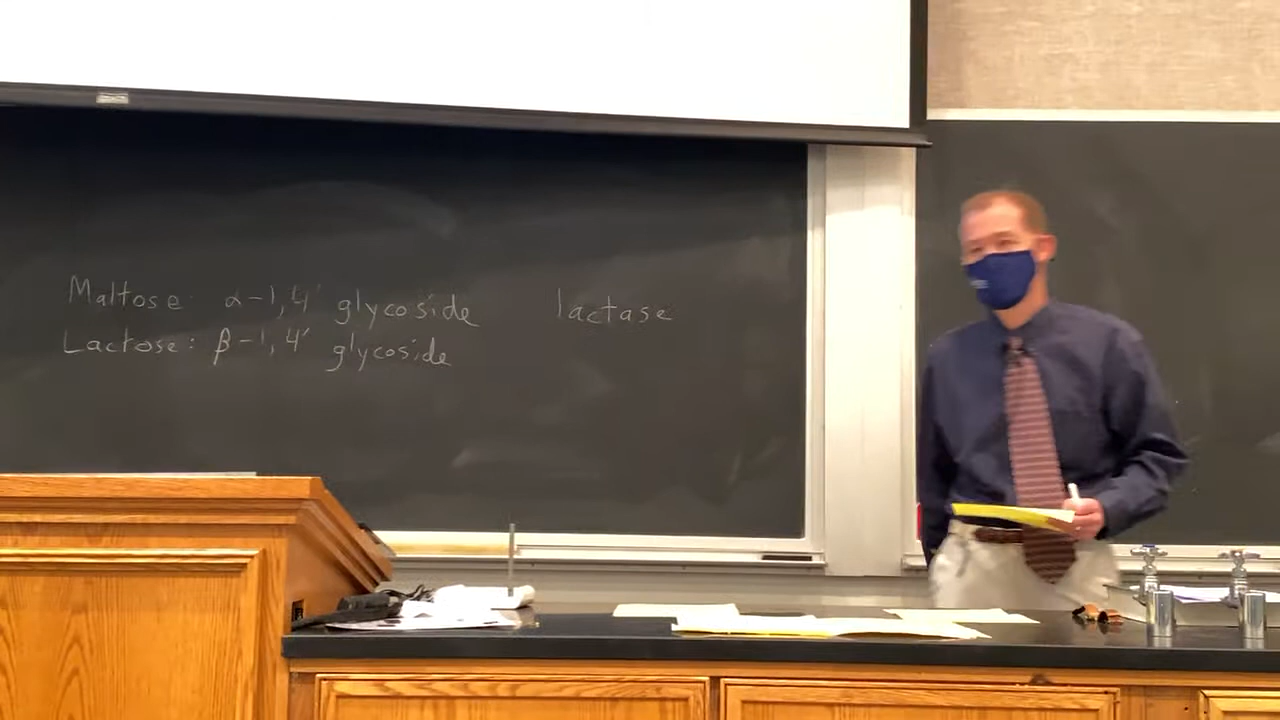 Maltose: α-1,4' glycoside
Lactose: β-1,4' glycoside
lactase